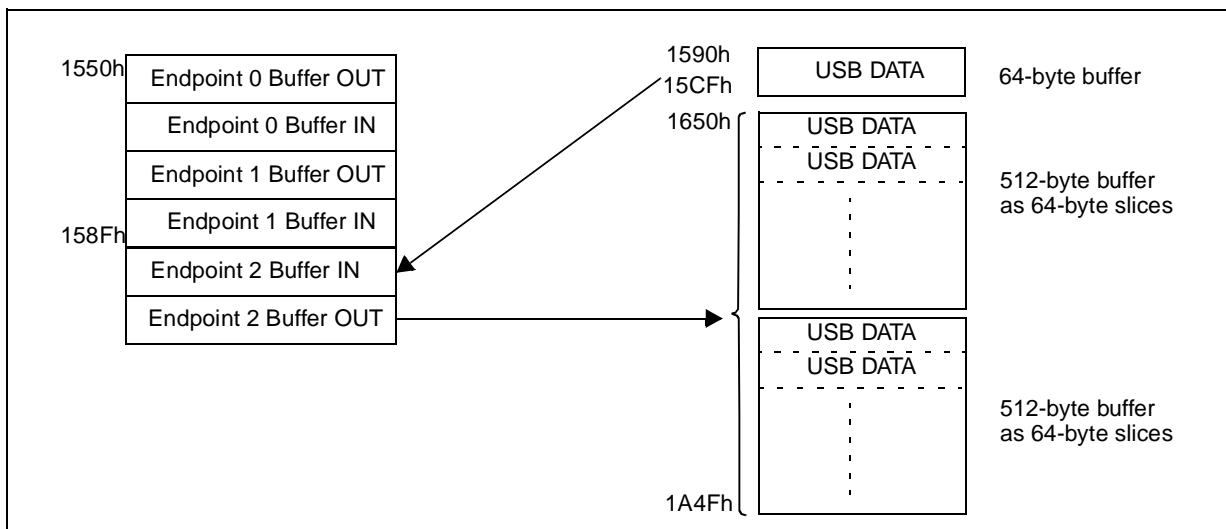 1550h
Endpoint 0 Buffer OUT
Endpoint 0 Buffer IN
Endpoint 1 Buffer OUT
158Fh
Endpoint 1 Buffer IN
Endpoint 2 Buffer IN
Endpoint 2 Buffer OUT
1590h
15CFh
USB DATA
64-byte buffer
1650h
USB DATA
USB DATA
512-byte buffer
as 64-byte slices
USB DATA
USB DATA
512-byte buffer
as 64-byte slices
1A4Fh